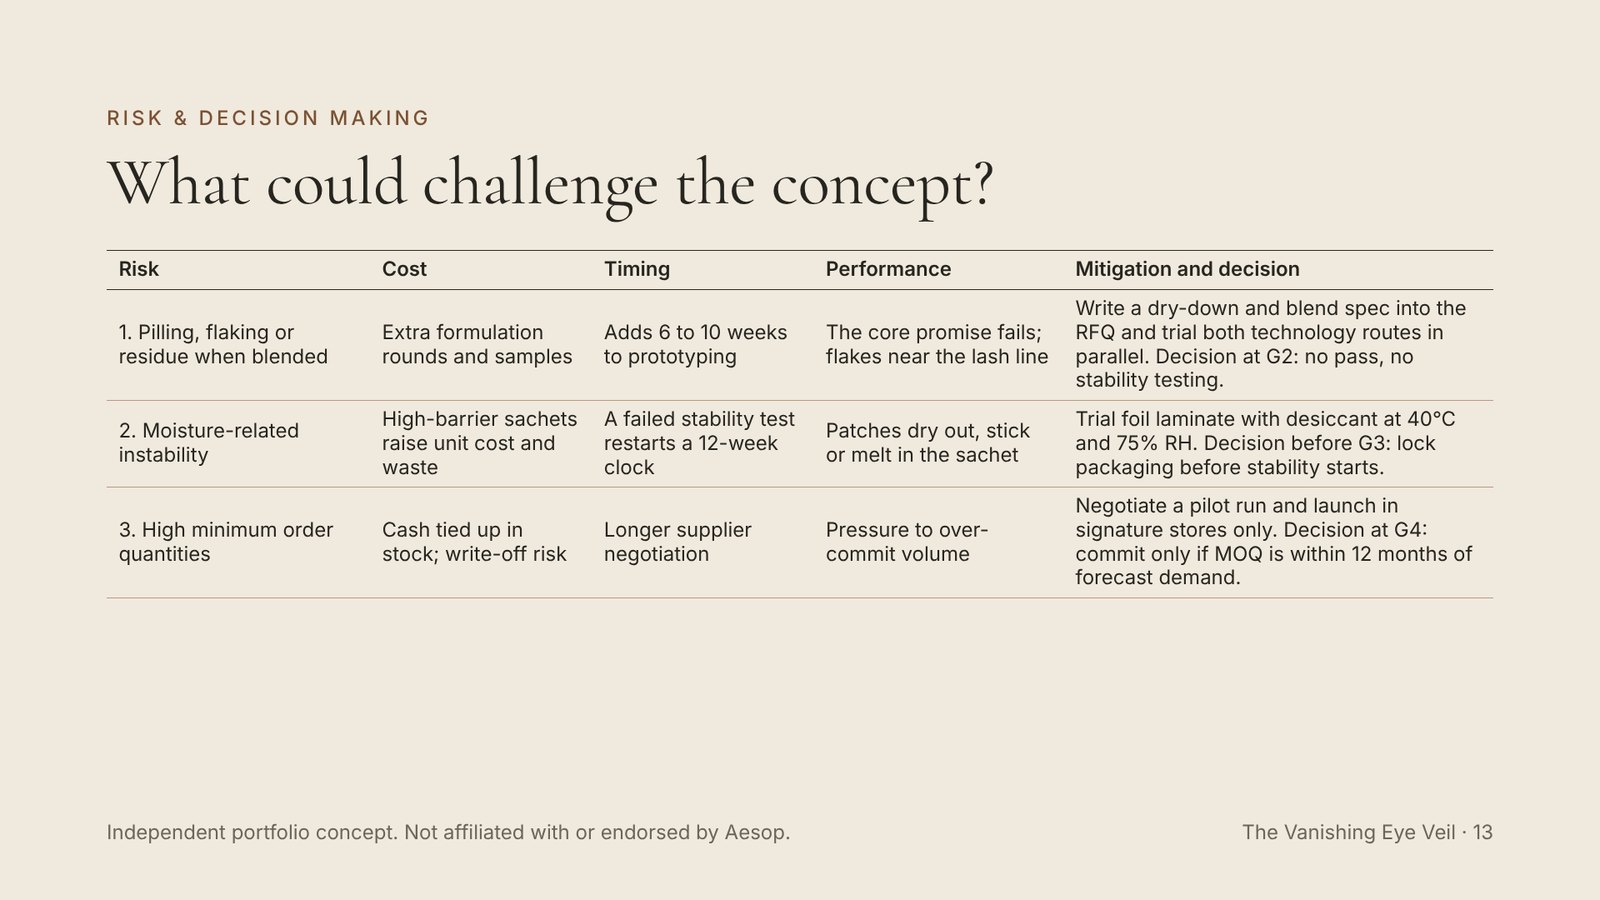 RISK & DECISION MAKING
What could challenge the concept?
Risk
Cost
Timing
Performance
Mitigation and decision
1. Pilling, flaking or
residue when blended
Extra formulation
rounds and samples
Adds 6 to 10 weeks
to prototyping
The core promise fails;
flakes near the lash line
Write a dry-down and blend spec into the
RFQ and trial both technology routes in
parallel. Decision at G2: no pass, no
stability testing.
2. Moisture-related
instability
High-barrier sachets
raise unit cost and
waste
A failed stability test
restarts a 12-week
clock
Patches dry out, stick
or melt in the sachet
Trial foil laminate with desiccant at 40°C
and 75% RH. Decision before G3: lock
packaging before stability starts.
3. High minimum order
quantities
Cash tied up in
stock; write-off risk
Longer supplier
negotiation
Pressure to over-
commit volume
Negotiate a pilot run and launch in
signature stores only. Decision at G4:
commit only if MOQ is within 12 months of
forecast demand.
Independent portfolio concept. Not affiliated with or endorsed by Aesop.
The Vanishing Eye Veil · 13